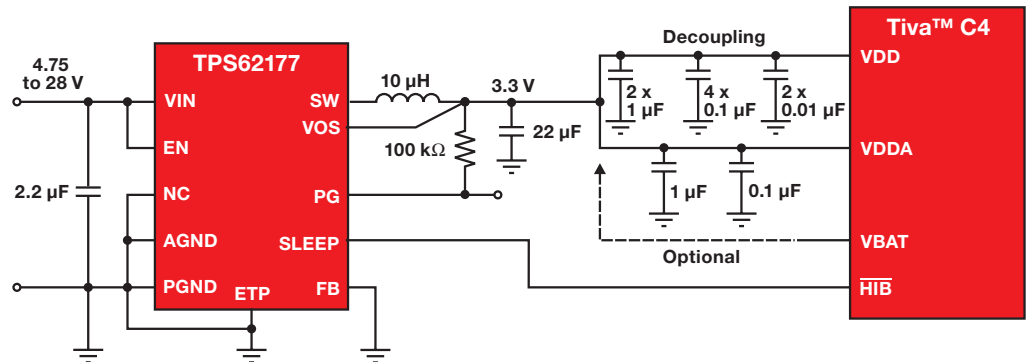 4.75
to 28 V
2.2 µF
TPS62177
VIN
EN
NC
AGND
PGND
ETP
SW
VOS
PG
SLEEP
FB
10 µH
100 kΩ
3.3 V
22 µF
Decoupling
2 x
1 µF
4 x
0.1 µF
2 x
0.01 µF
1 µF
0.1 µF
Optional
Tiva™ C4
VDD
VDDA
VBAT
HIB